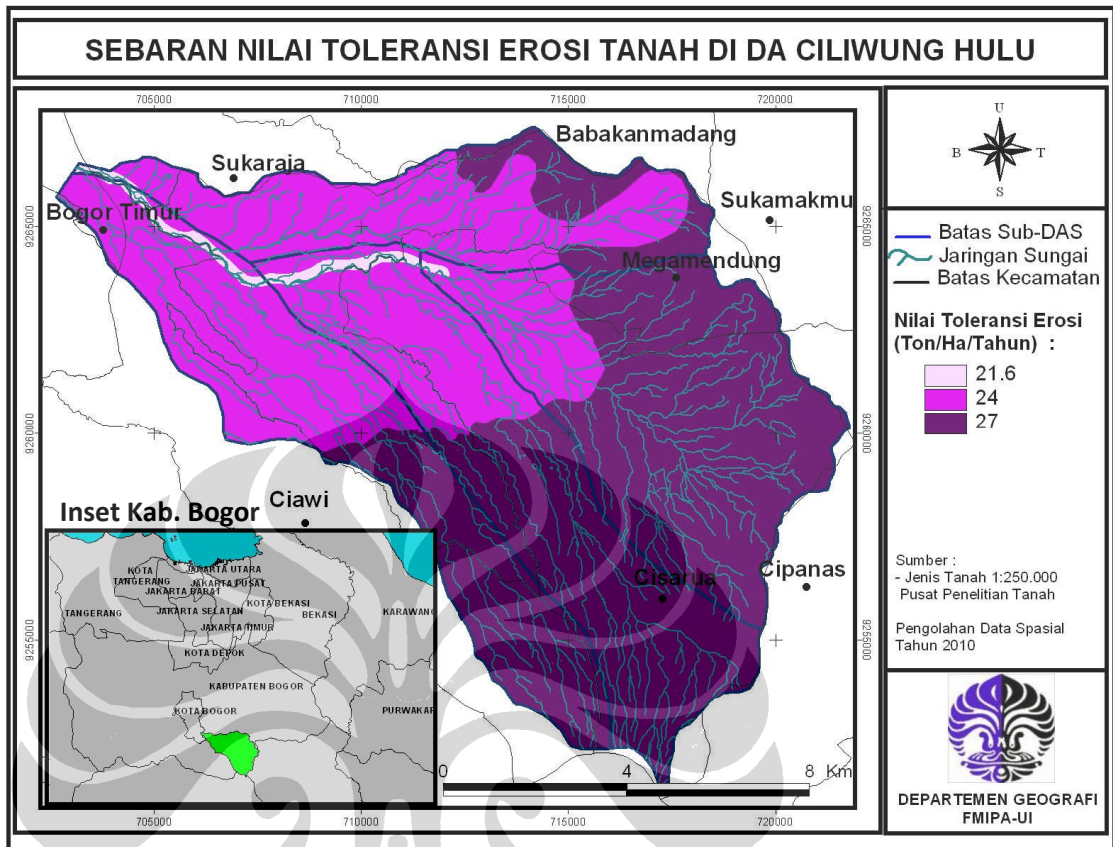 SEBARAN NILAI TOLERANSI EROSI TANAH DI DA CILIWUNG HULU
705000 710000 715000 720000
Babakanmadang
Sukaraja
Sukamakmu
Bogor Timur
9265000
9265000
Megamendung
9260000
9260000
Ciawi
Cisarua
Cipanas
9255000
9255000
Inset Kab. Bogor
JAKARTA UTARA
KOTA
TANGERANG
JAKARTA PUSAT
JAKARTA BARAT
KOTA BEKASI
TANGERANG
JAKARTA SELATAN
BEKASI
KARAWANG
JAKARTA TIMUR
KOTA DEPOK
KABUPATEN BOGOR
KOTA BOGOR
PURWAKAR
0 4 8 Km
705000 710000 715000 720000
U
B T
S
Batas Sub-DAS
Jaringan Sungai
Batas Kecamatan
Nilai Toleransi Erosi
(Ton/Ha/Tahun) :
21.6
24
27
Sumber :
- Jenis Tanah 1:250.000
Pusat Penelitian Tanah
Pengolahan Data Spasial
Tahun 2010
DEPARTEMEN GEOGRAFI
FMIPA-UI